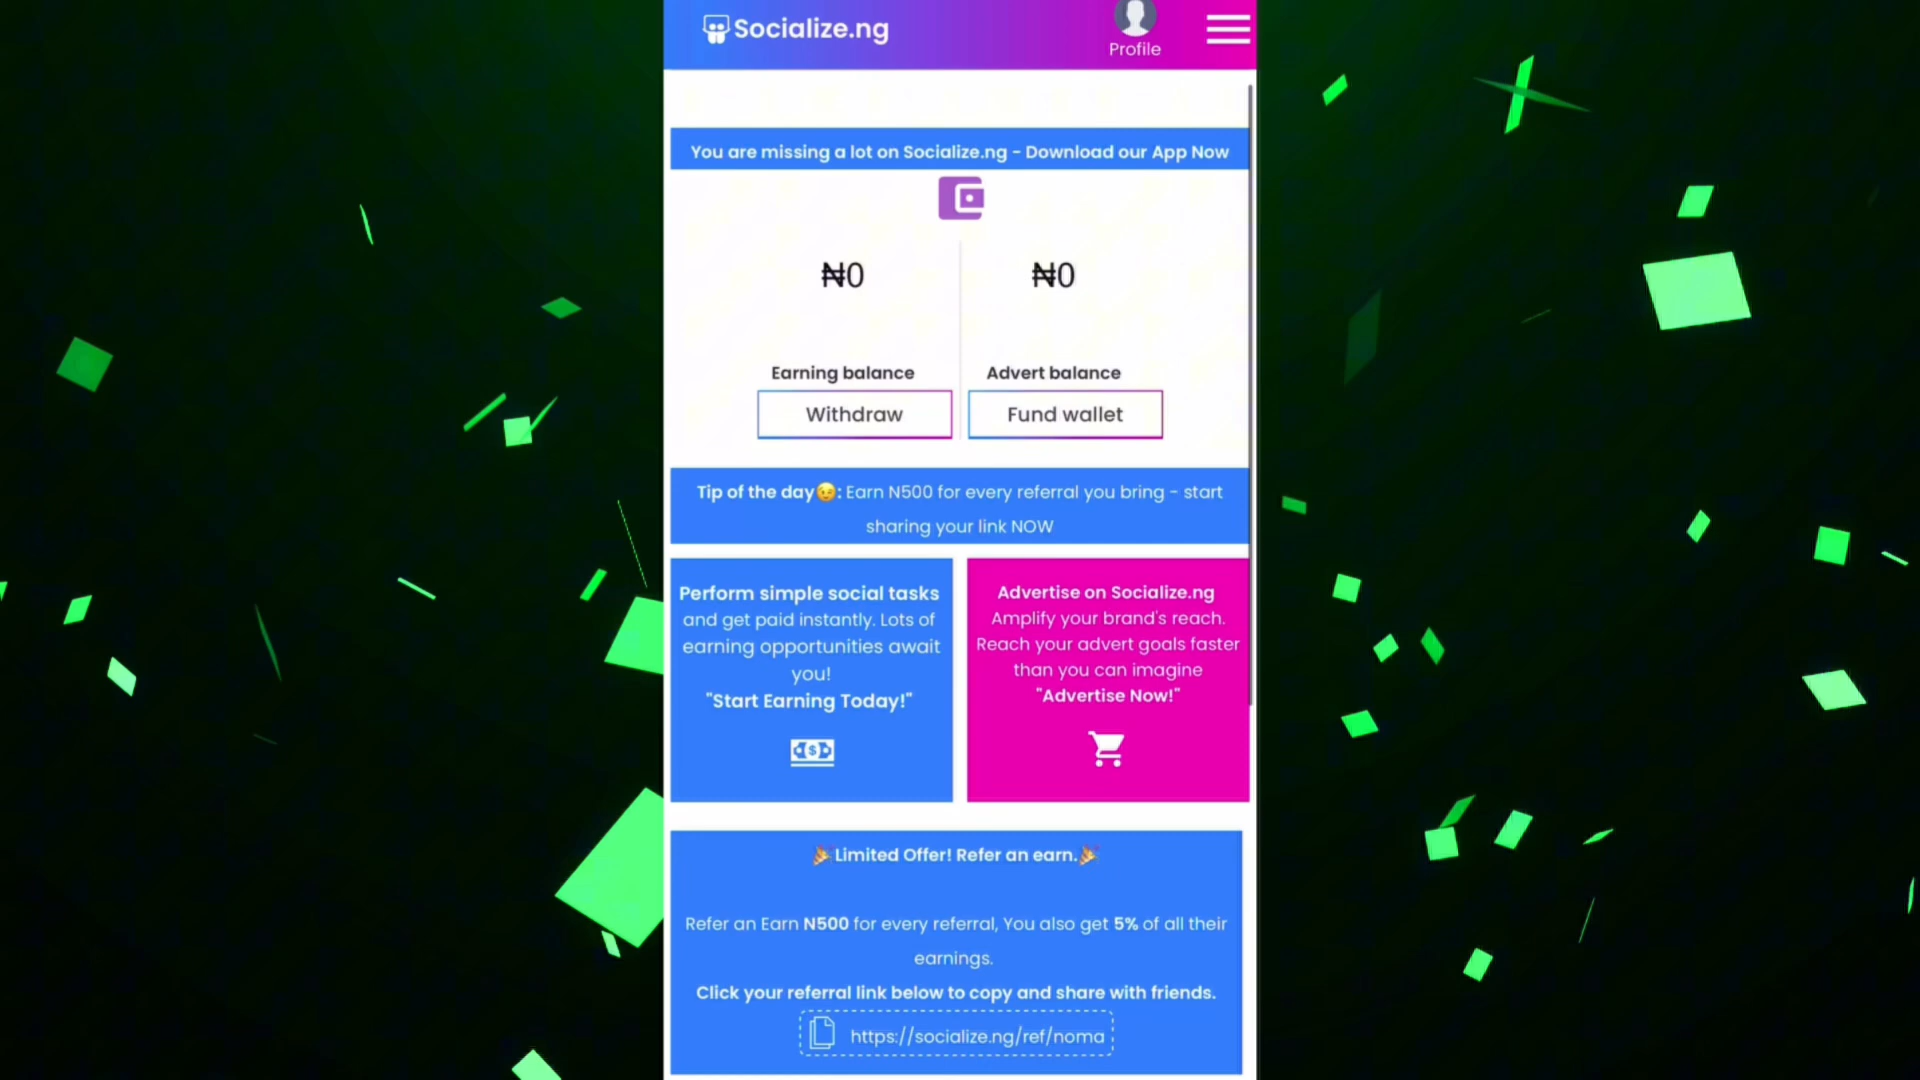 Socialize.ng
Profile
You are missing a lot on Socialize.ng - Download our App Now
₦0
₦0
Earning balance
Advert balance
Withdraw
Fund wallet
Tip of the day😉: Earn N500 for every referral you bring - start
sharing your link NOW
Perform simple social tasks
and get paid instantly. Lots of
earning opportunities await
you!
"Start Earning Today!"
Advertise on Socialize.ng
Amplify your brand's reach.
Reach your advert goals faster
than you can imagine
"Advertise Now!"
🎉Limited Offer! Refer an earn.🎉
Refer an Earn N500 for every referral, You also get 5% of all their
earnings.
Click your referral link below to copy and share with friends.
https://socialize.ng/ref/noma